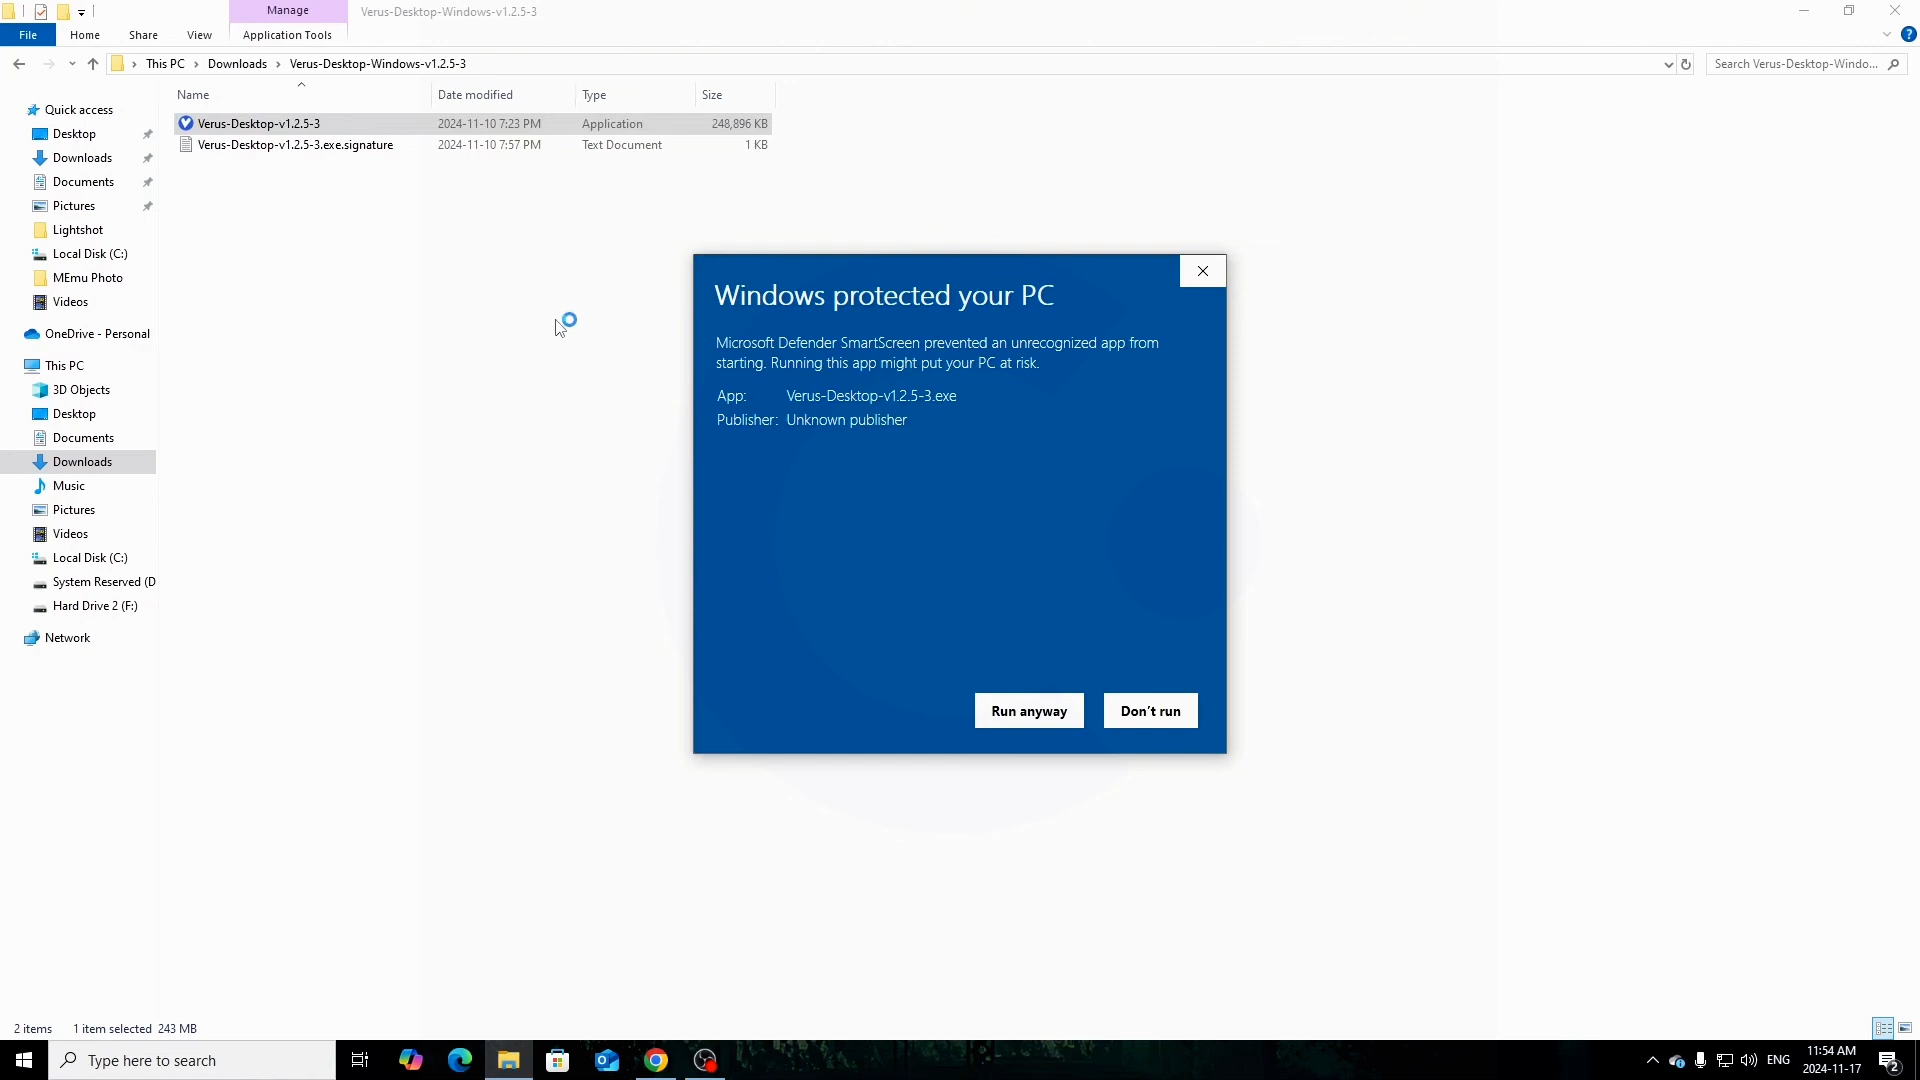 Manage
Verus-Desktop-Windows-v1.2.5-3
File
Home
Share
View
Application Tools
This PC
Downloads
Verus-Desktop-Windows-v1.2.5-3
Search Verus-Desktop-Windo...
Name
Date modified
Type
Size
Verus-Desktop-v1.2.5-3
2024-11-10 7:23 PM
Application
248,896 KB
Verus-Desktop-v1.2.5-3.exe.signature
2024-11-10 7:57 PM
Text Document
1 KB
Quick access
Desktop
Downloads
Documents
Pictures
Lightshot
Local Disk (C:)
MEmu Photo
Videos
OneDrive - Personal
This PC
3D Objects
Desktop
Documents
Downloads
Music
Pictures
Videos
Local Disk (C:)
System Reserved (D
Hard Drive 2 (F:)
Network
Windows protected your PC
Microsoft Defender SmartScreen prevented an unrecognized app from
starting. Running this app might put your PC at risk.
App: Verus-Desktop-v1.2.5-3.exe
Publisher: Unknown publisher
Run anyway
Don't run
2 items
1 item selected 243 MB
Type here to search
ENG
11:54 AM
2024-11-17
2